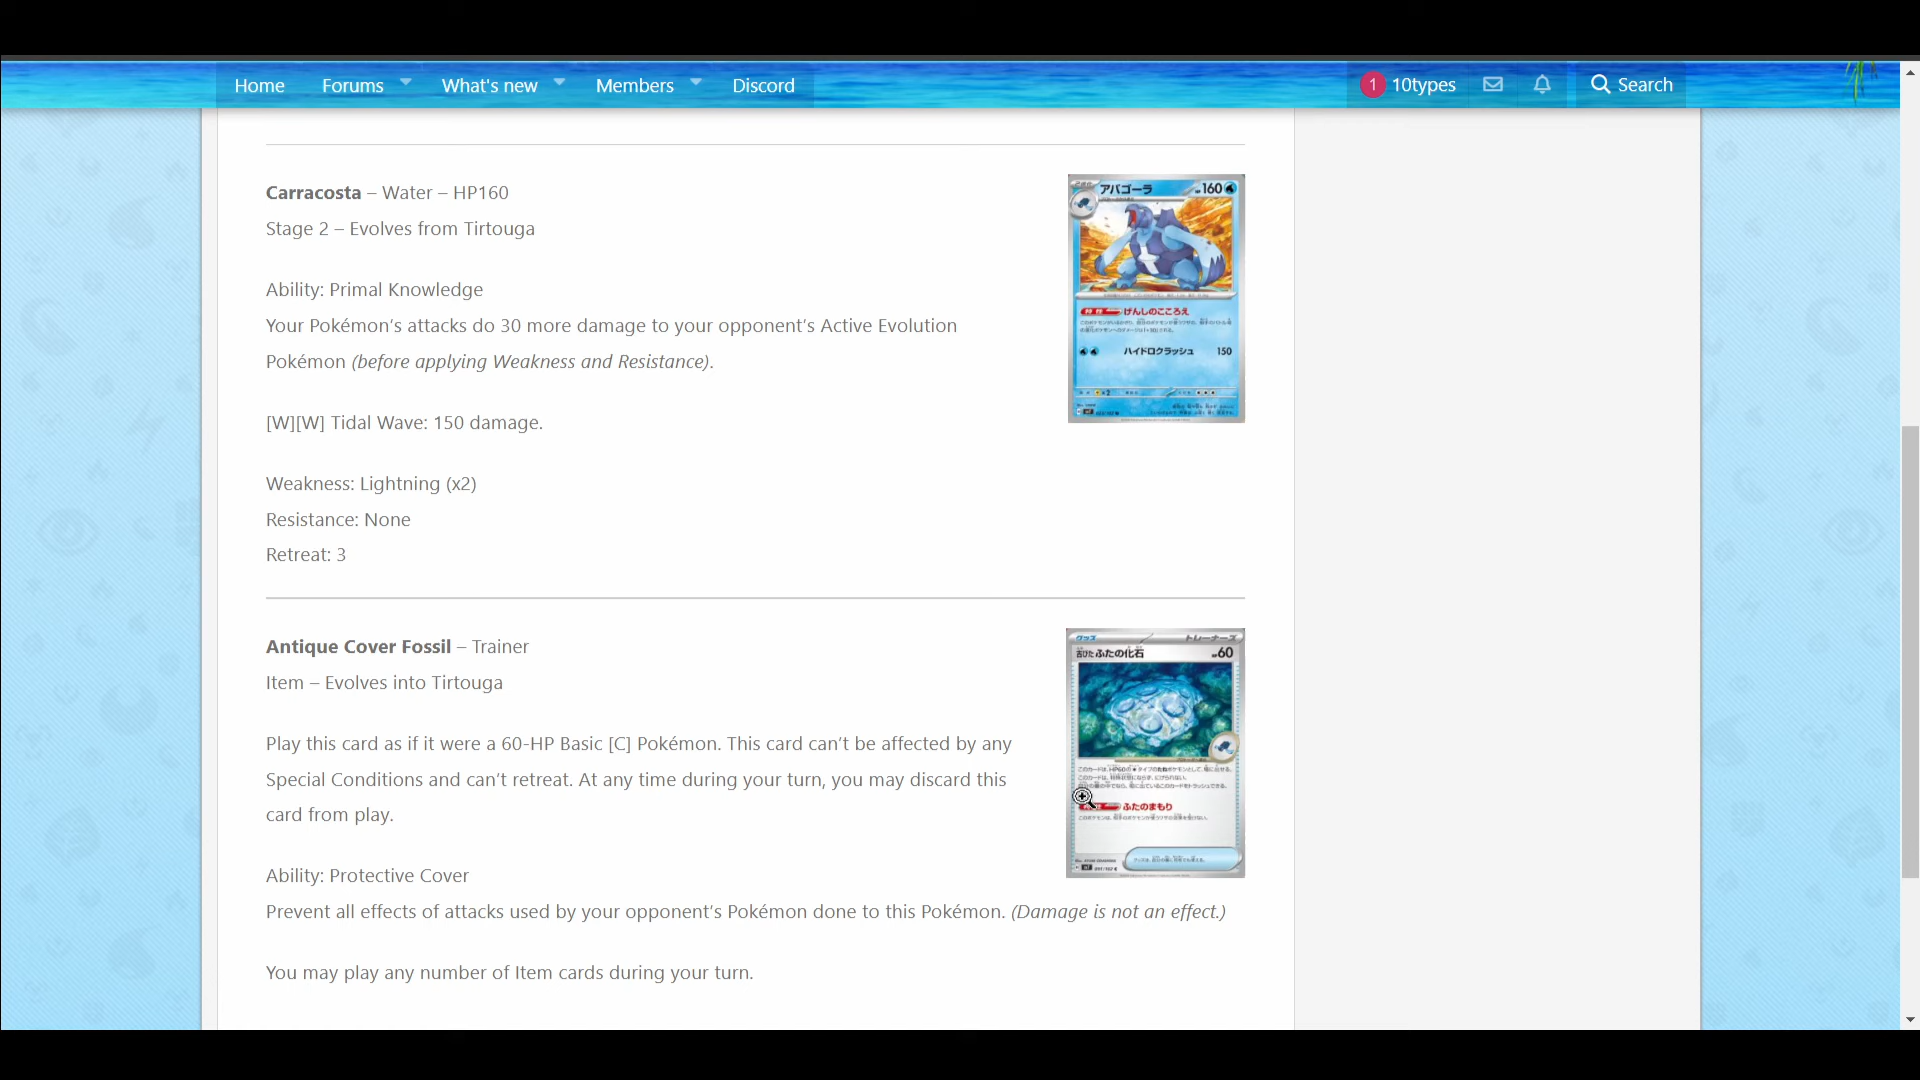 Home Forums What's new Members Discord 1 10types Search
Carracosta – Water – HP160
Stage 2 – Evolves from Tirtouga
Ability: Primal Knowledge
Your Pokémon’s attacks do 30 more damage to your opponent’s Active Evolution
Pokémon (before applying Weakness and Resistance).
[W][W] Tidal Wave: 150 damage.
Weakness: Lightning (x2)
Resistance: None
Retreat: 3
アバゴーラ 160
げんしのこころえ
ハイドロクラッシュ 150
Antique Cover Fossil – Trainer
Item – Evolves into Tirtouga
Play this card as if it were a 60-HP Basic [C] Pokémon. This card can’t be affected by any
Special Conditions and can’t retreat. At any time during your turn, you may discard this
card from play.
Ability: Protective Cover
Prevent all effects of attacks used by your opponent’s Pokémon done to this Pokémon. (Damage is not an effect.)
You may play any number of Item cards during your turn.
グッズ トレーナーズ
古びたふたの化石 60
ふたのまもり